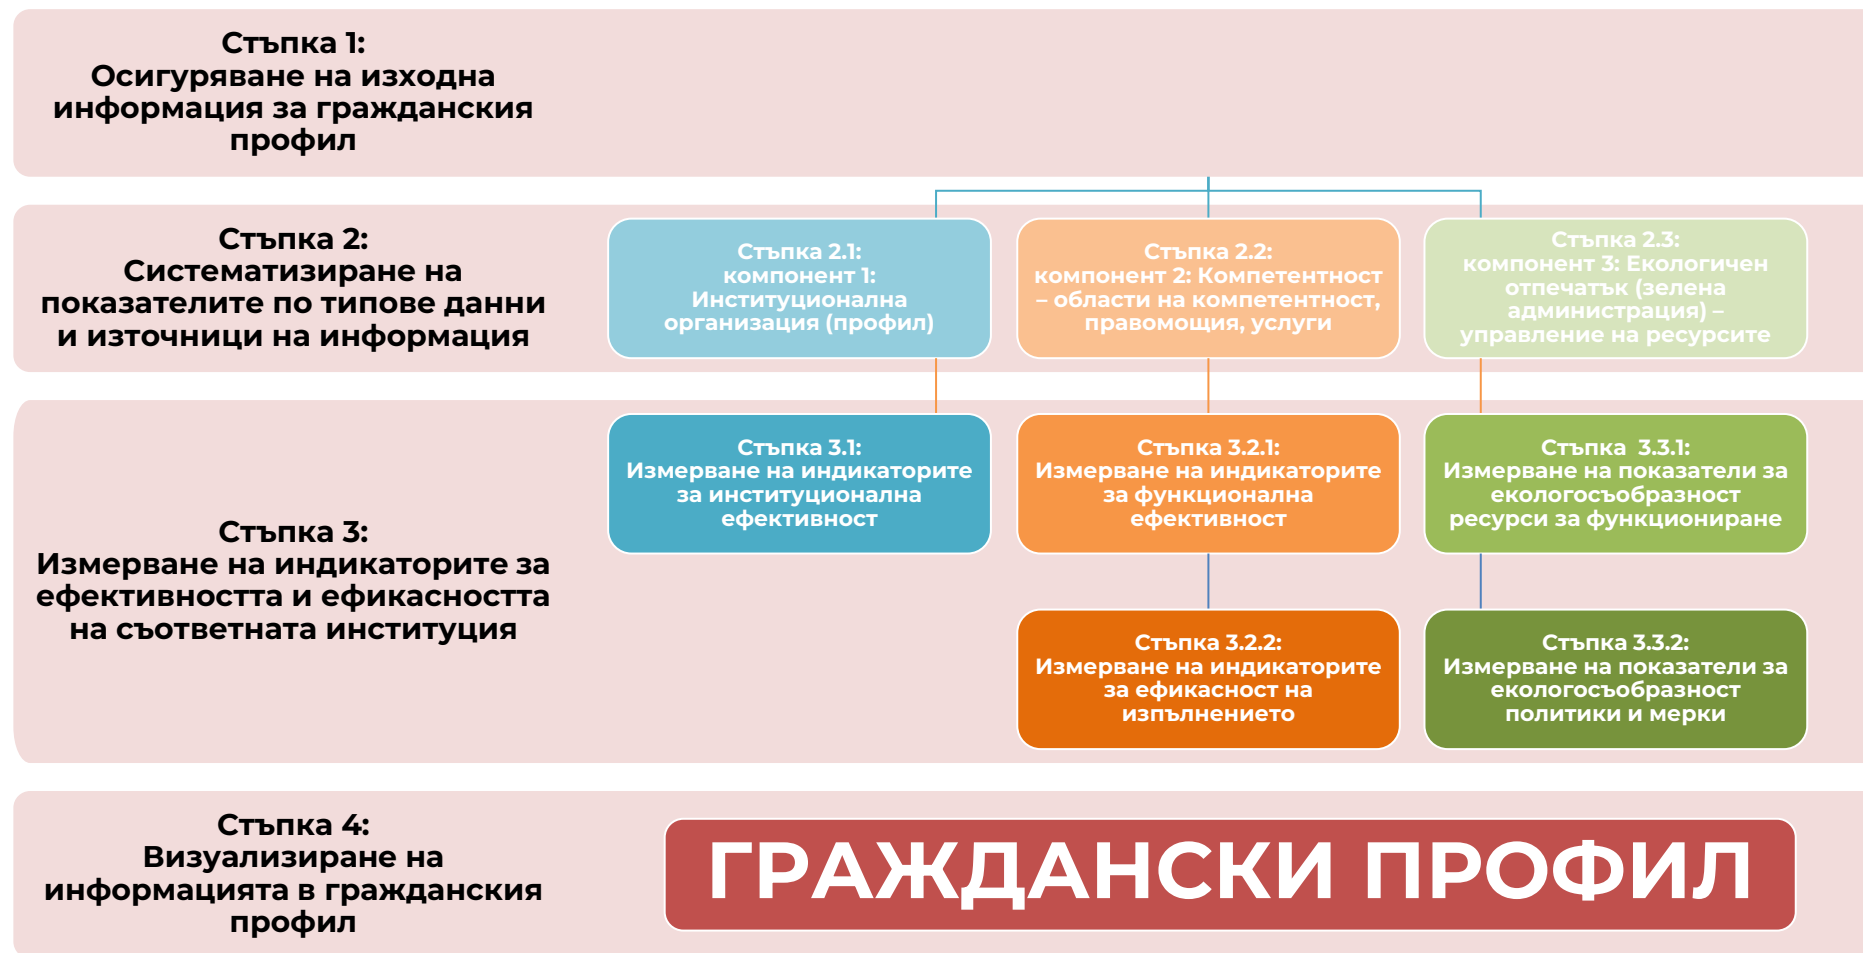 Стъпка 1:
Осигуряване на изходна
информация за гражданския
профил
Стъпка 2:
Систематизиране на
показателите по типове данни
и източници на информация
Стъпка 2.1:
компонент 1:
Институционална
организация (профил)
Стъпка 2.2:
компонент 2: Компетентност
– области на компетентност,
правомощия, услуги
Стъпка 2.3:
компонент 3: Екологичен
отпечатък (зелена
администрация) –
управление на ресурсите
Стъпка 3:
Измерване на индикаторите за
ефективността и ефикасността
на съответната институция
Стъпка 3.1:
Измерване на индикаторите
за институционална
ефективност
Стъпка 3.2.1:
Измерване на индикаторите
за функционална
ефективност
Стъпка 3.3.1:
Измерване на показатели за
екологосъобразност
ресурси за функциониране
Стъпка 3.2.2:
Измерване на индикаторите
за ефикасност на
изпълнението
Стъпка 3.3.2:
Измерване на показатели за
екологосъобразност
политики и мерки
Стъпка 4:
Визуализиране на
информацията в гражданския
профил
ГРАЖДАНСКИ ПРОФИЛ